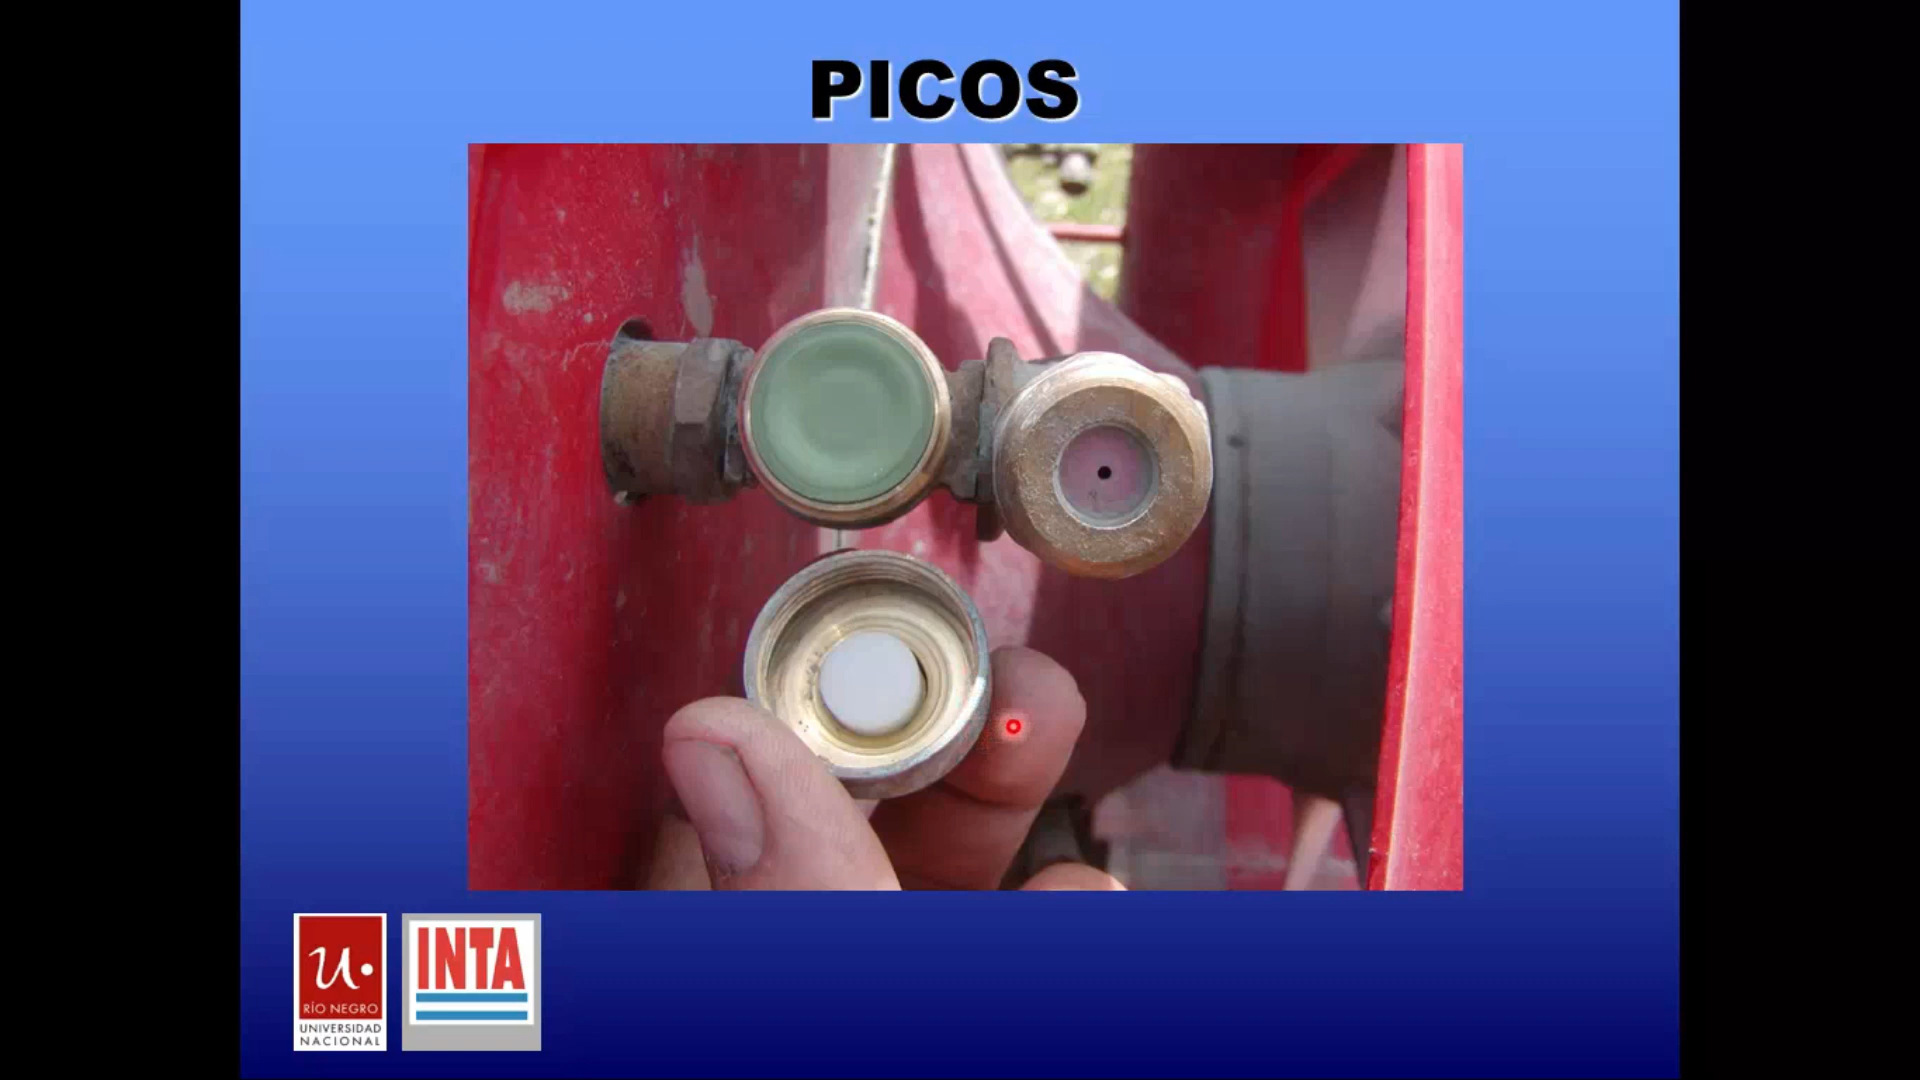 PICOS
u.
RÍO NEGRO
UNIVERSIDAD
NACIONAL
INTA